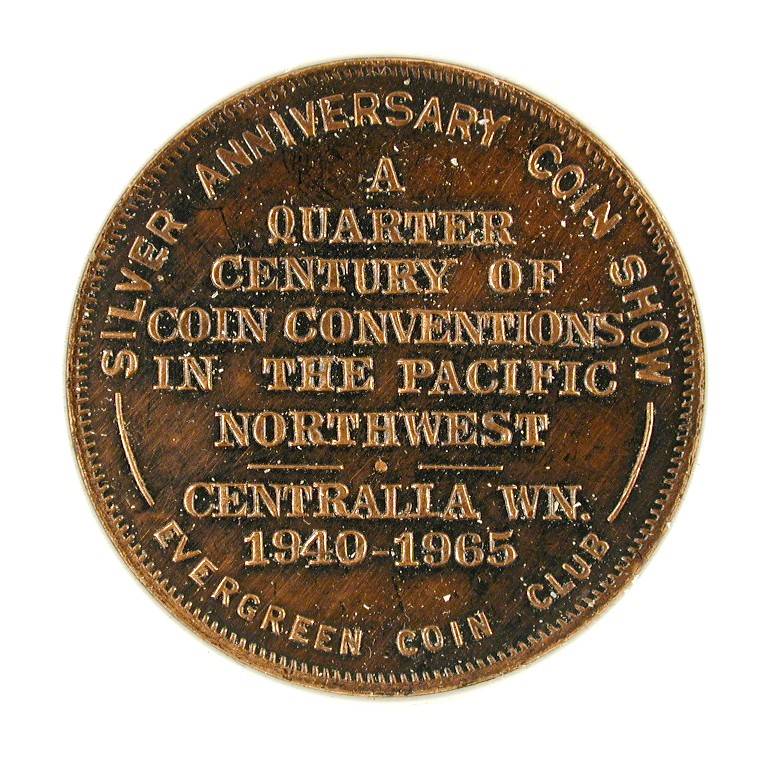 SILVER ANNIVERSARY COIN SHOW
A
QUARTER
CENTURY OF
COIN CONVENTIONS
IN THE PACIFIC
NORTHWEST
CENTRALLA WN.
1940-1965
EVERGREEN COIN CLUB